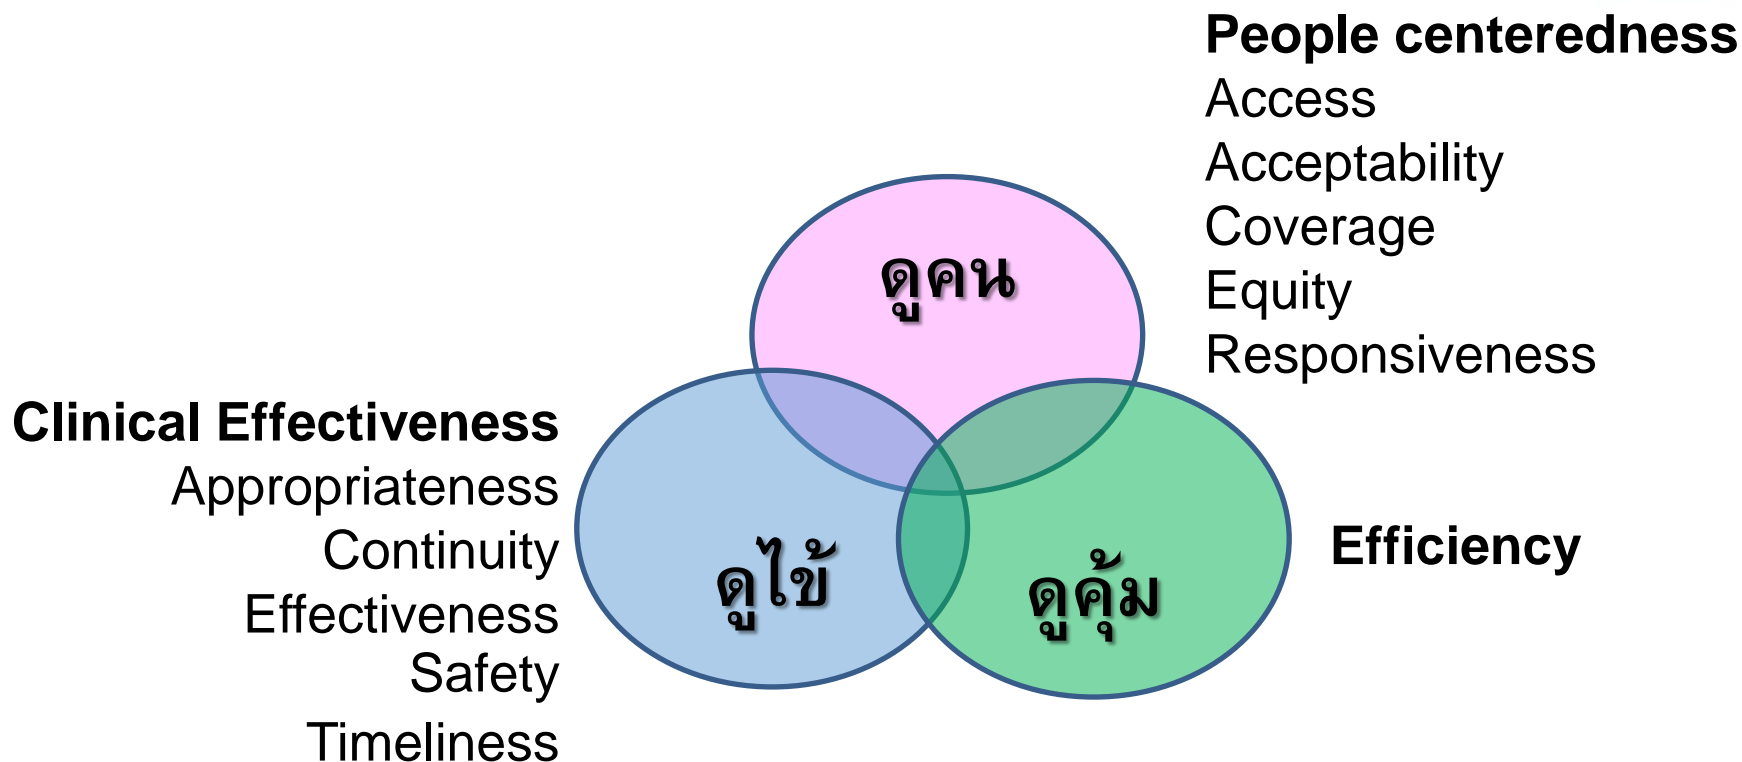 People centeredness
Access
Acceptability
Coverage
Equity
Responsiveness
ดูคน
Clinical Effectiveness
Appropriateness
Continuity
Effectiveness
Safety
Timeliness
ดูไข้
ดูคุ้ม
Efficiency